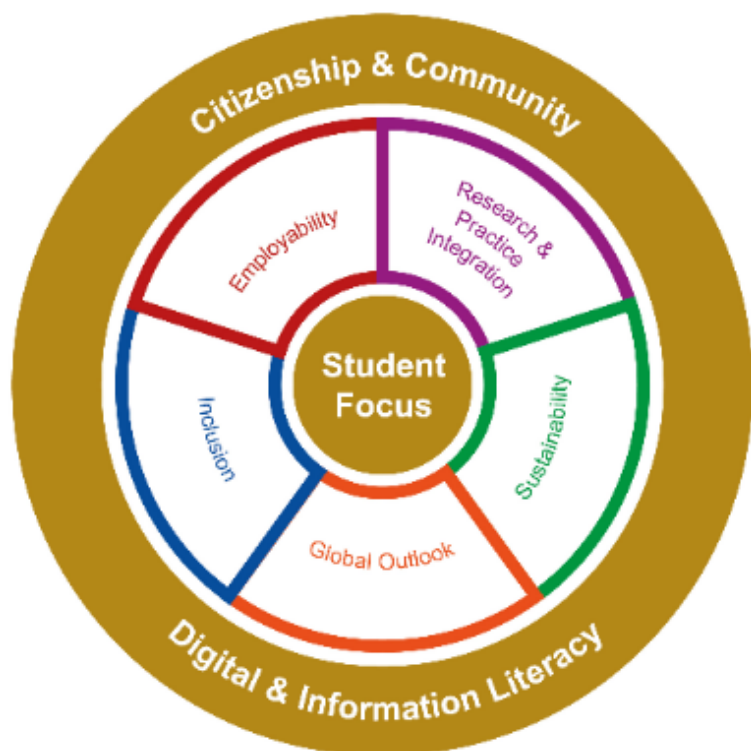 Citizenship & Community
Employability
Research &
Practice
Integration
Student
Focus
Inclusion
Sustainability
Global Outlook
Digital & Information Literacy